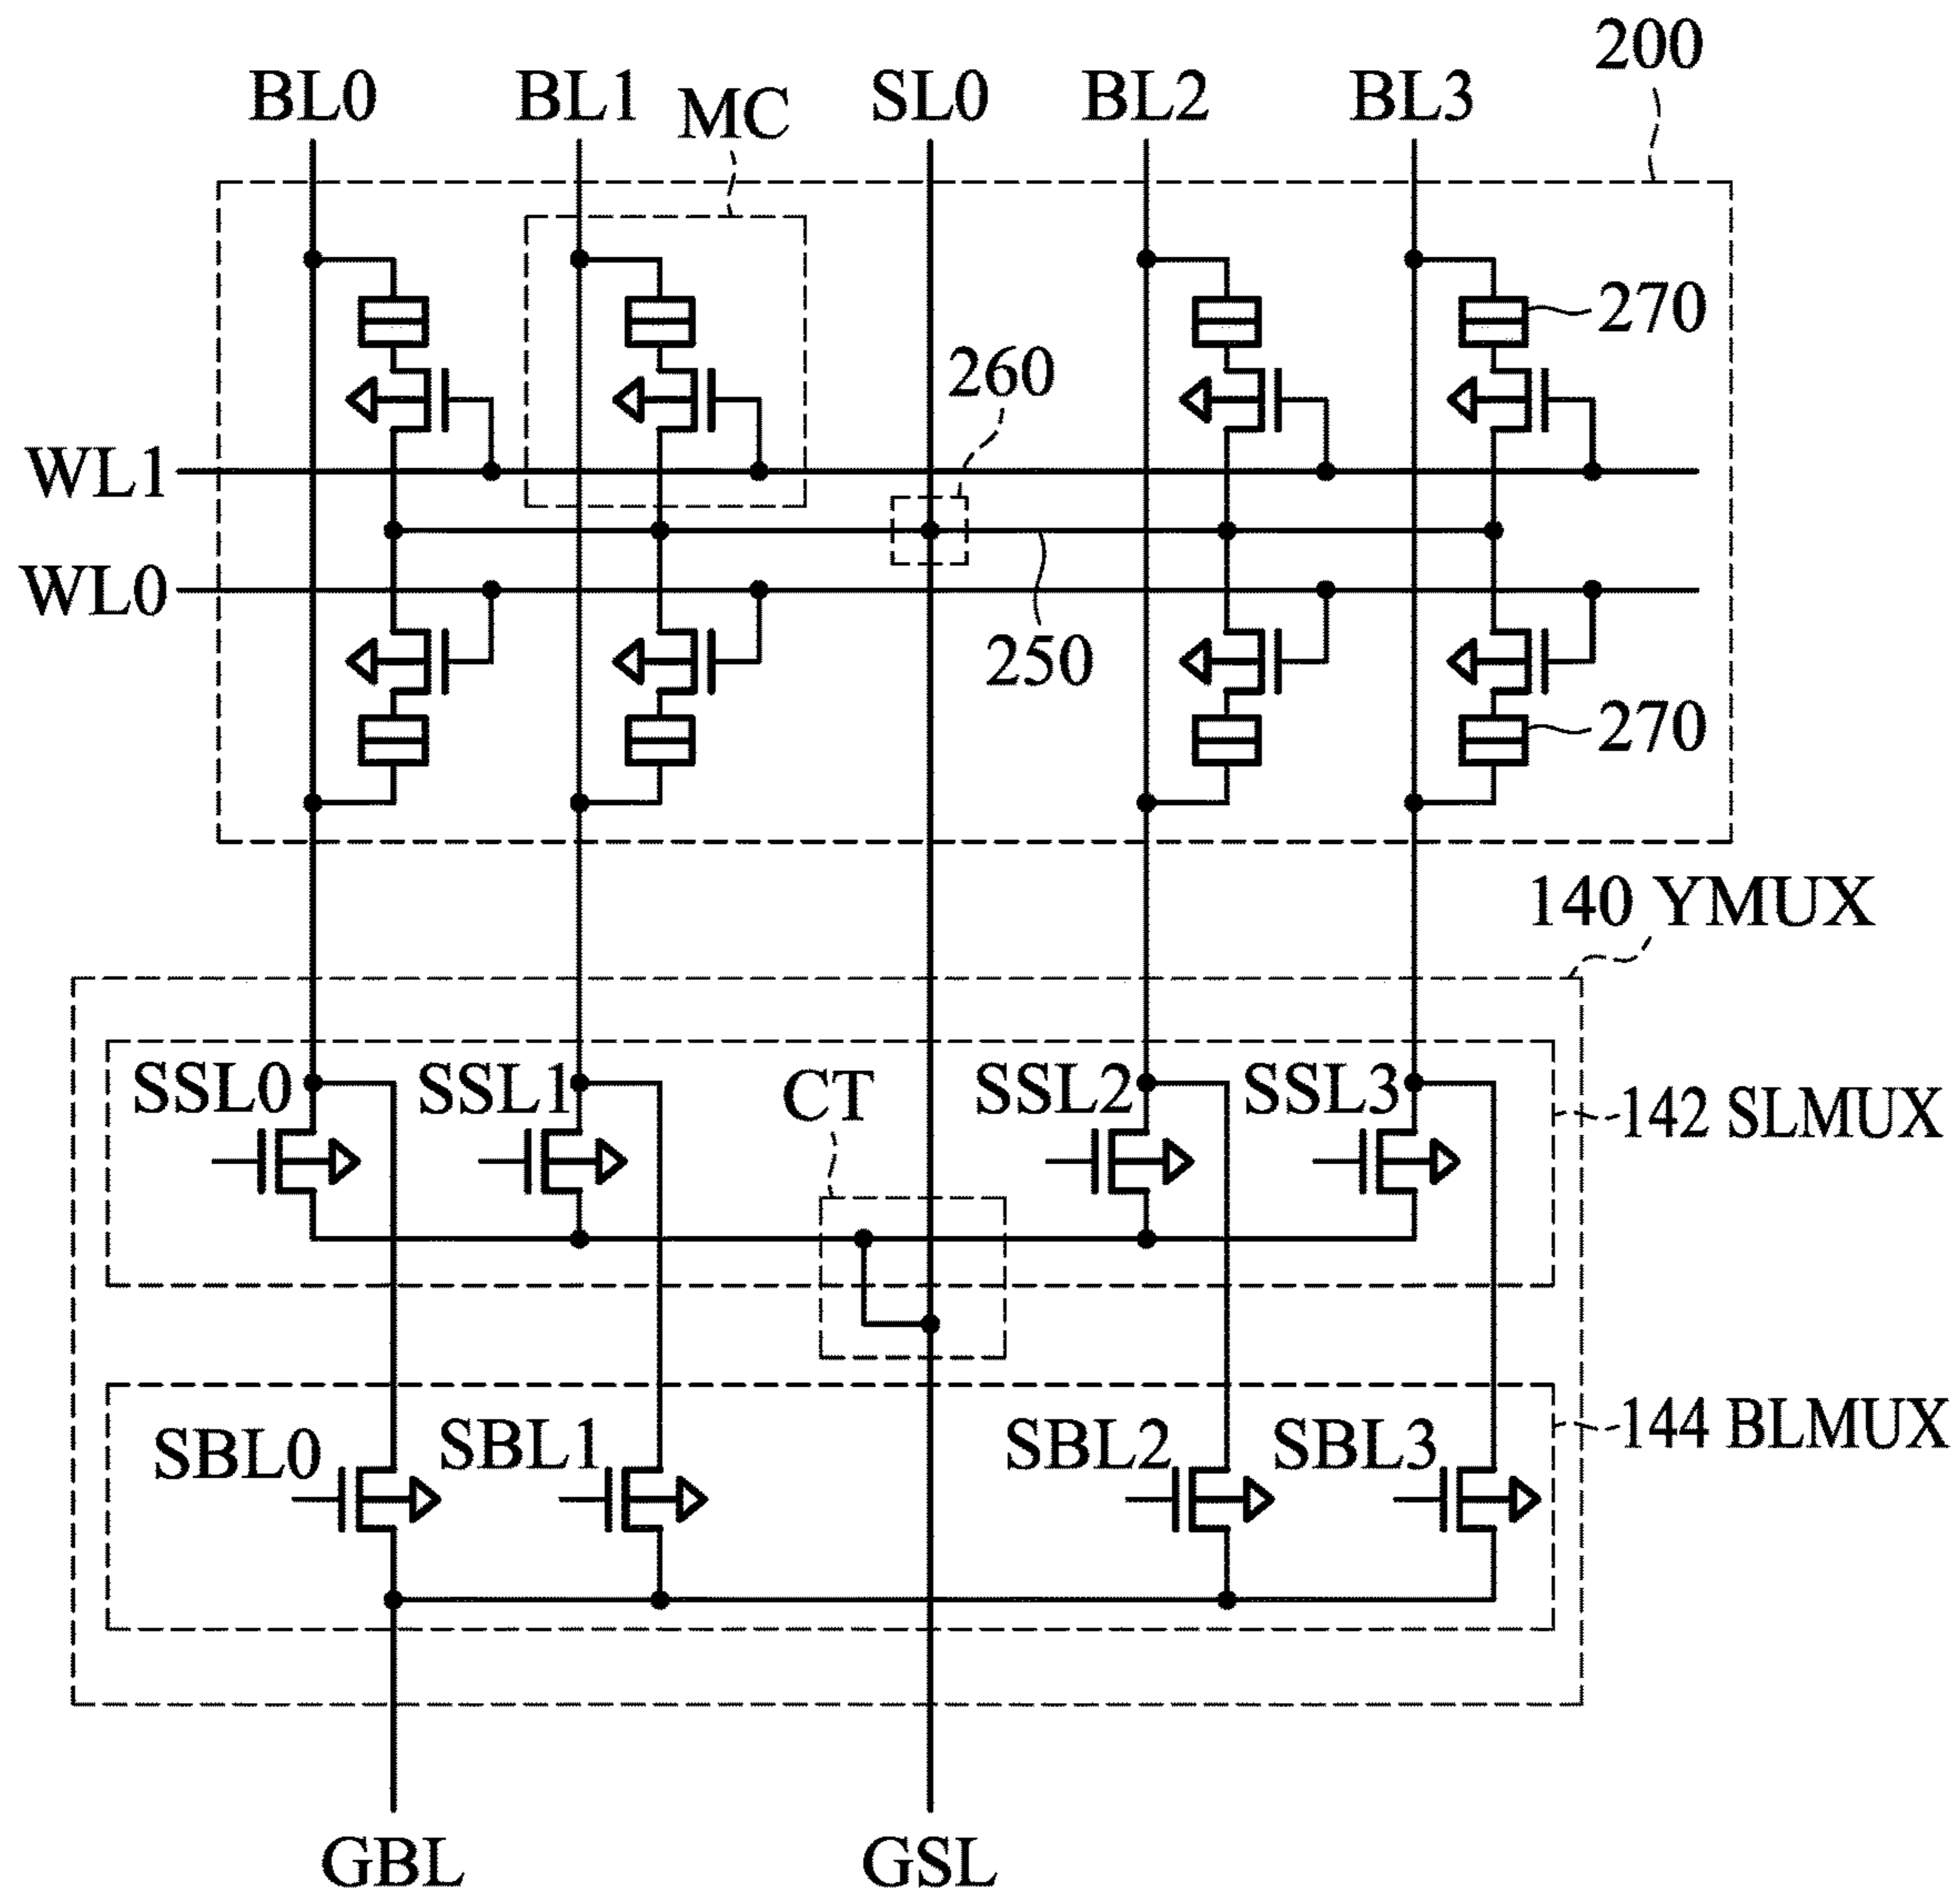 200
BL0 BL1 MC SL0 BL2 BL3
270
260
WL1
WL0
250
270
140 YMUX
SSL0 SSL1 CT SSL2 SSL3 142 SLMUX
SBL0 SBL1 SBL2 SBL3 144 BLMUX
GBL GSL